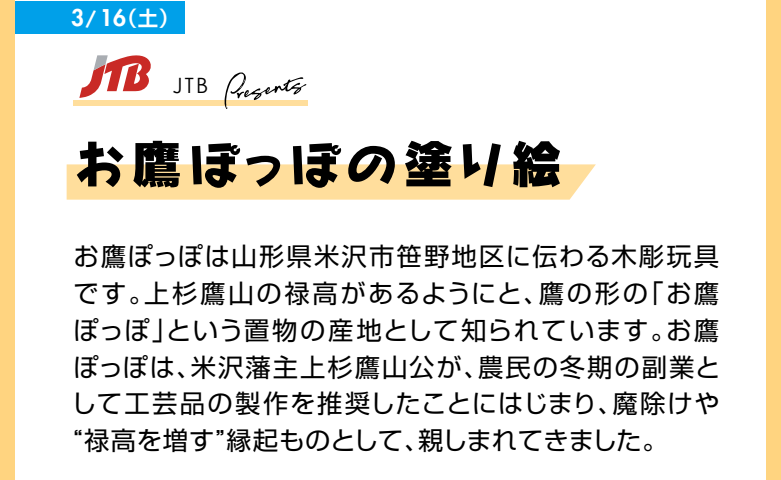 3/16(土)
JTB JTB Presents
お鷹ぽっぽの塗り絵
お鷹ぽっぽは山形県米沢市笹野地区に伝わる木彫玩具
です。上杉鷹山の禄高があるようにと、鷹の形の「お鷹
ぽっぽ」という置物の産地として知られています。お鷹
ぽっぽは、米沢藩主上杉鷹山公が、農民の冬期の副業と
して工芸品の製作を推奨したことにはじまり、魔除けや
“禄高を増す”縁起ものとして、親しまれてきました。